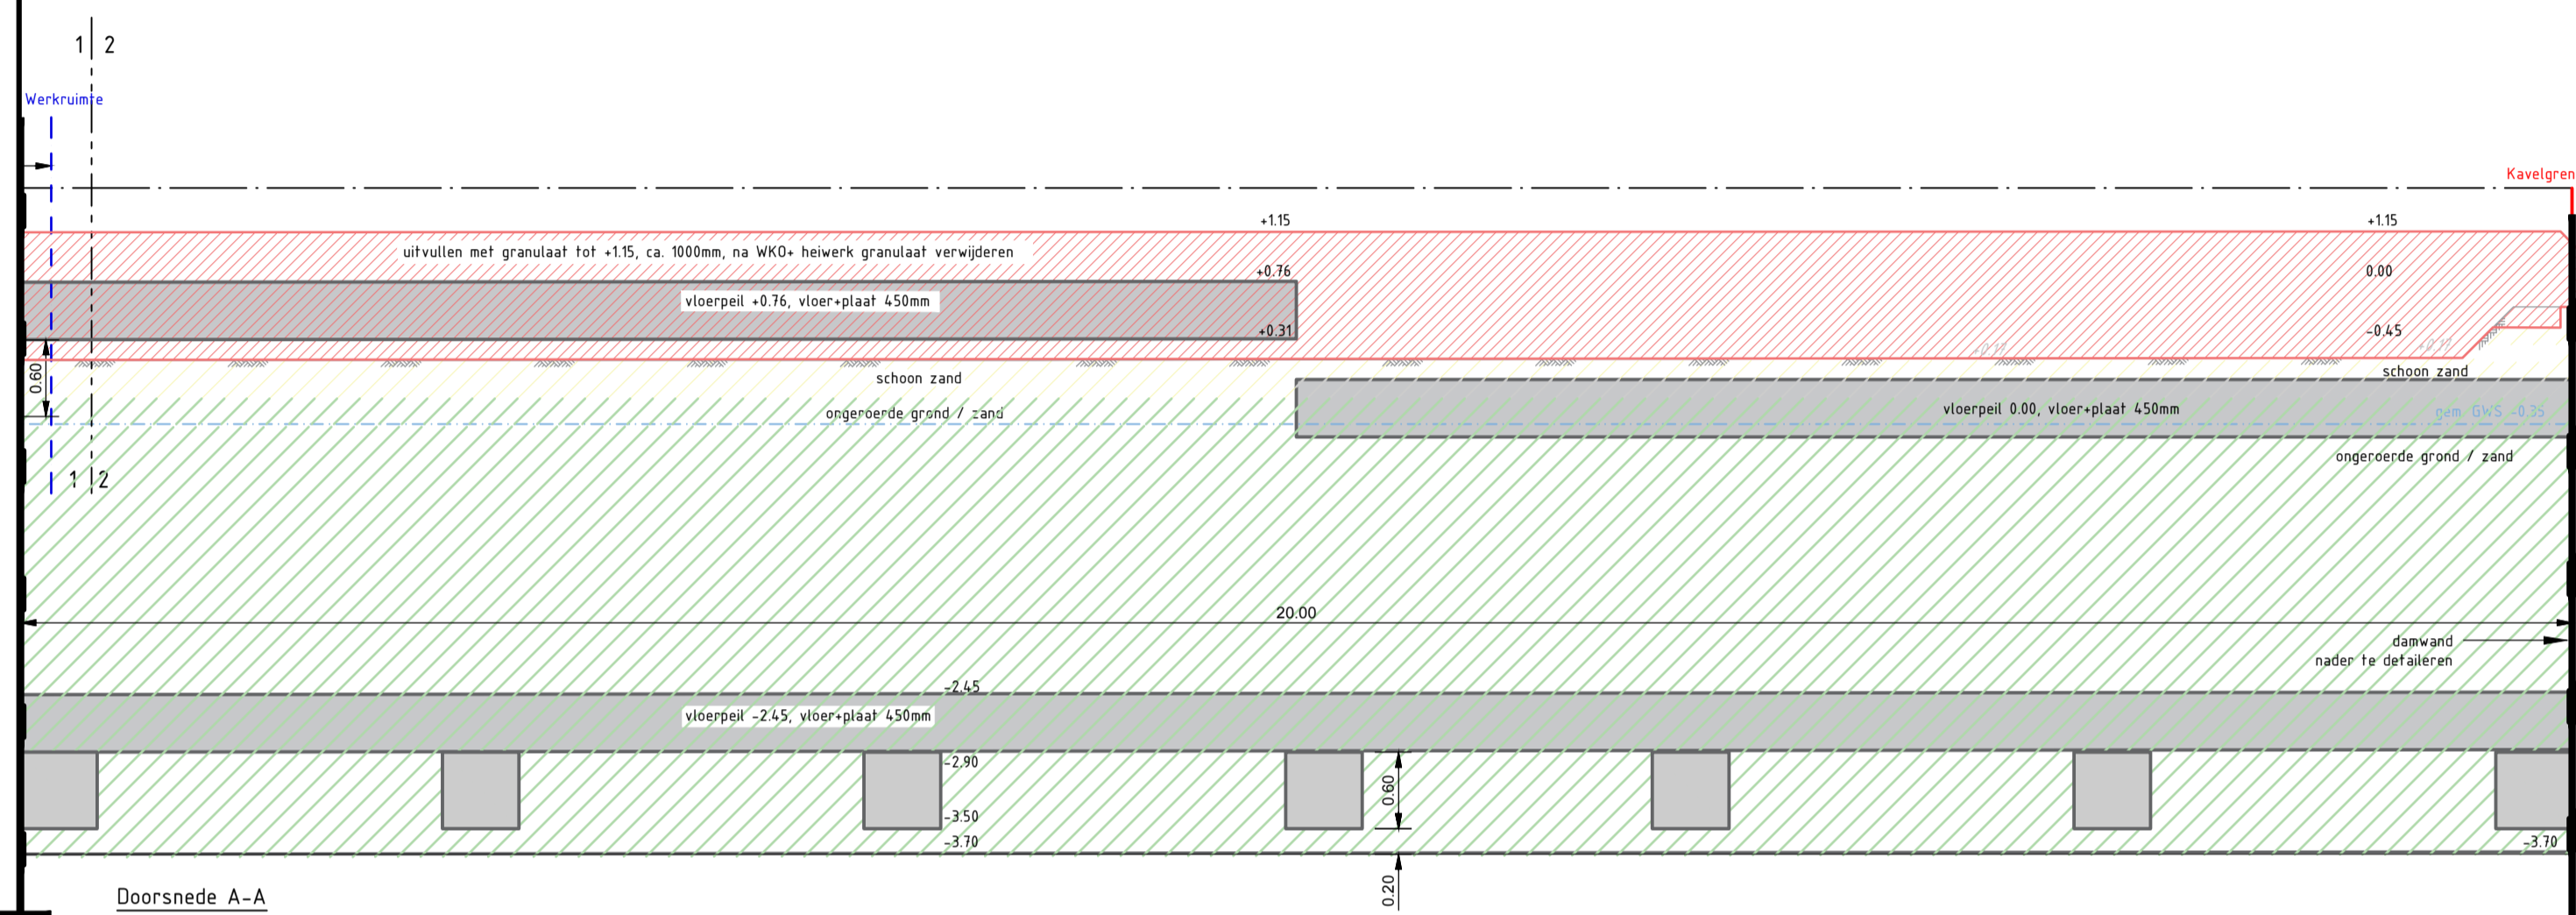 1 2
Werkruimte
Kavelgren
+1.15
+1.15
uitvullen met granulaat tot +1.15, ca. 1000mm, na WKO+ heiwerk granulaat verwijderen
+0.76
0.00
vloerpeil +0.76, vloer+plaat 450mm
+0.31
-0.45
0.60
schoon zand
schoon zand
ongeroerde grond / zand
vloerpeil 0.00, vloer+plaat 450mm
gem. GWS -0.35
ongeroerde grond / zand
1 2
20.00
damwand
nader te detaileren
-2.45
vloerpeil -2.45, vloer+plaat 450mm
-2.90
0.60
-3.50
-3.70
-3.70
0.20
Doorsnede A-A